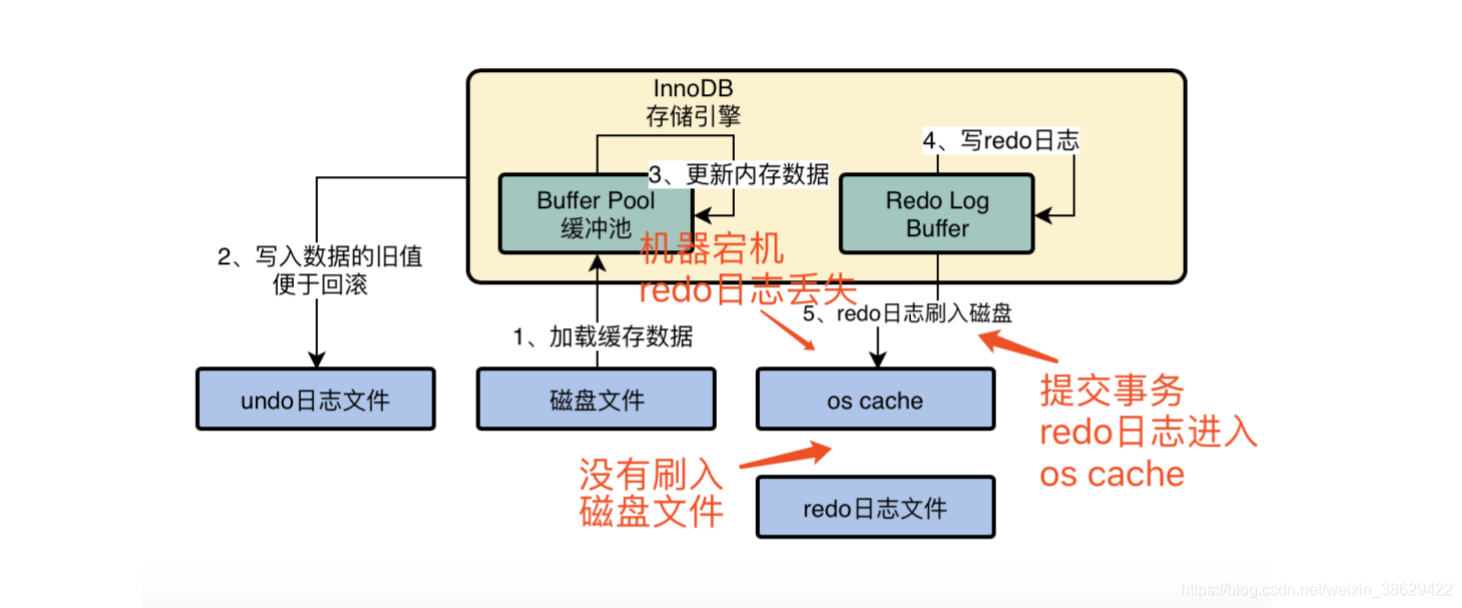 InnoDB
存储引擎
4、写redo日志
3、更新内存数据
Buffer Pool
缓冲池
Redo Log
Buffer
机器宕机
redo日志丢失
2、写入数据的旧值
便于回滚
5、redo日志刷入磁盘
1、加载缓存数据
undo日志文件
磁盘文件
os cache
提交事务
redo日志进入
os cache
没有刷入
磁盘文件
redo日志文件
https://blog.csdn.net/weixin_38629422